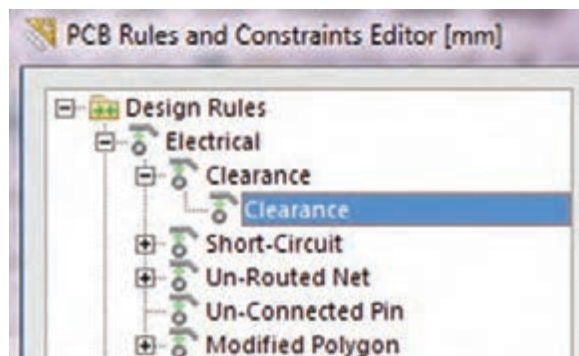 PCB Rules and Constraints Editor [mm]
Design Rules
Electrical
Clearance
Clearance
Short-Circuit
Un-Routed Net
Un-Connected Pin
Modified Polygon